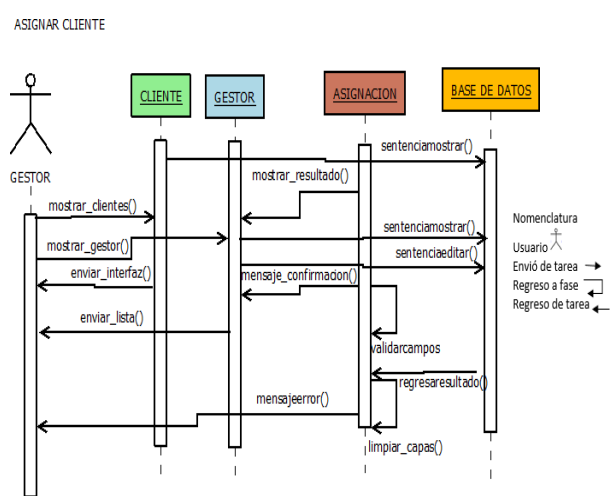 ASIGNAR CLIENTE
CLIENTE
GESTOR
ASIGNACION
BASE DE DATOS
GESTOR
sentenciamostrar()
mostrar_resultado()
mostrar_clientes()
sentenciamostrar()
mostrar_gestor()
sentenciaeditar()
enviar_interfaz()
mensaje_confirmacion()
enviar_lista()
validarcampos
regresaresultado()
mensajeerror()
limpiar_capas()
Nomenclatura
Usuario
Envió de tarea
Regreso a fase
Regreso de tarea